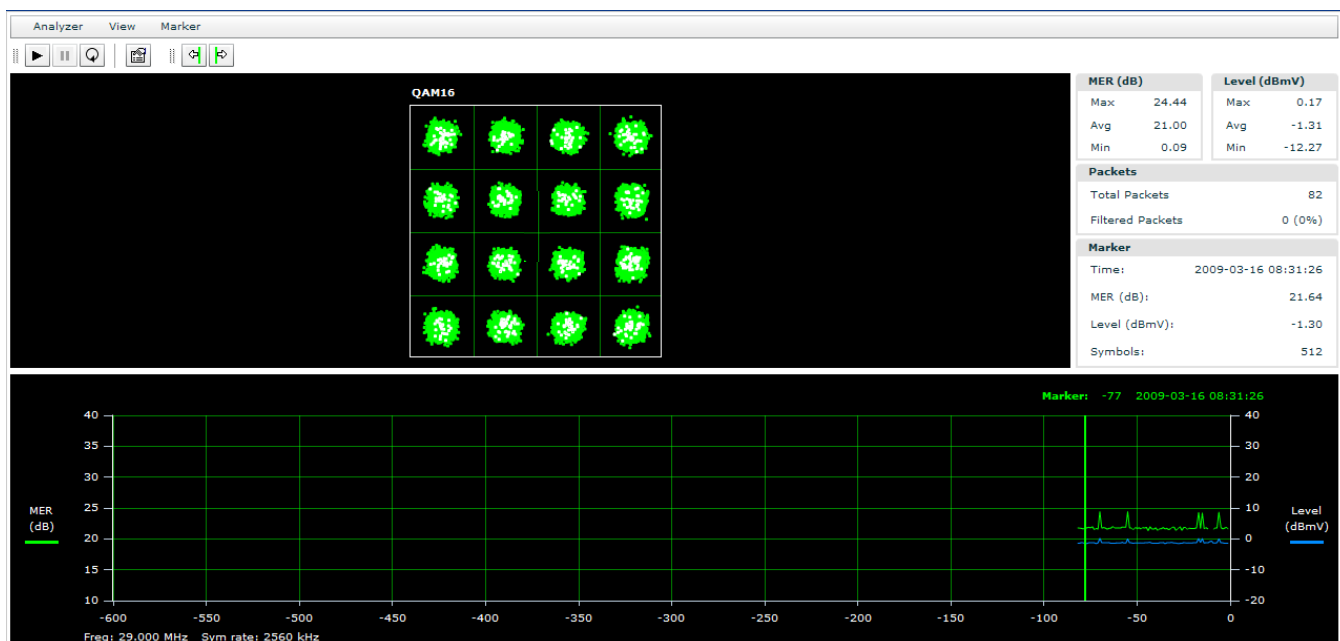 Analyzer View Marker
QAM16
MER (dB)
Max 24.44
Avg 21.00
Min 0.09
Level (dBmV)
Max 0.17
Avg -1.31
Min -12.27
Packets
Total Packets 82
Filtered Packets 0 (0%)
Marker
Time: 2009-03-16 08:31:26
MER (dB): 21.64
Level (dBmV): -1.30
Symbols: 512
Marker: -77 2009-03-16 08:31:26
MER
(dB)
40
35
30
25
20
15
10
40
30
20
10
0
-10
-20
Level
(dBmV)
-600 -550 -500 -450 -400 -350 -300 -250 -200 -150 -100 -50 0
Freq: 29.000 MHz Sym rate: 2560 kHz